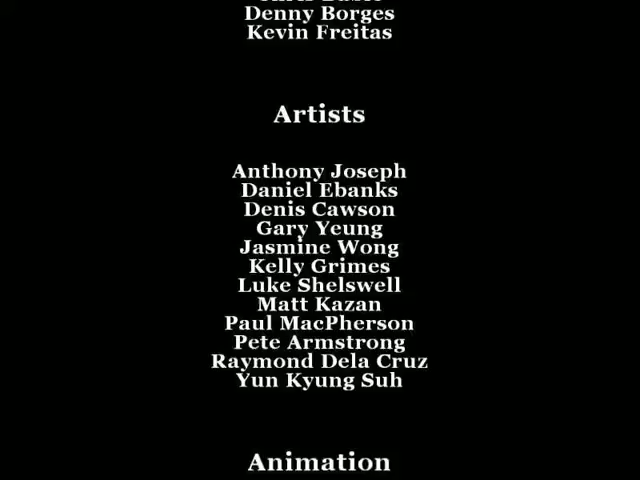 Denny Borges
Kevin Freitas
Artists
Anthony Joseph
Daniel Ebanks
Denis Cawson
Gary Yeung
Jasmine Wong
Kelly Grimes
Luke Shelswell
Matt Kazan
Paul MacPherson
Pete Armstrong
Raymond Dela Cruz
Yun Kyung Suh
Animation